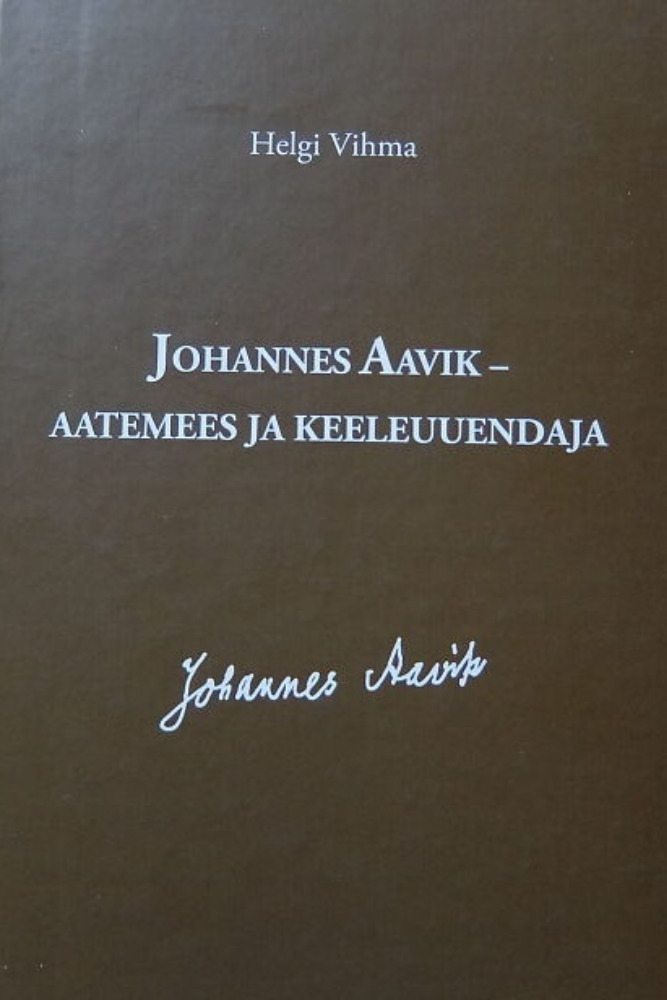 Helgi Vihma
JOHANNES AAVIK –
AATEMEES JA KEELEUUENDAJA
Johannes Aavik